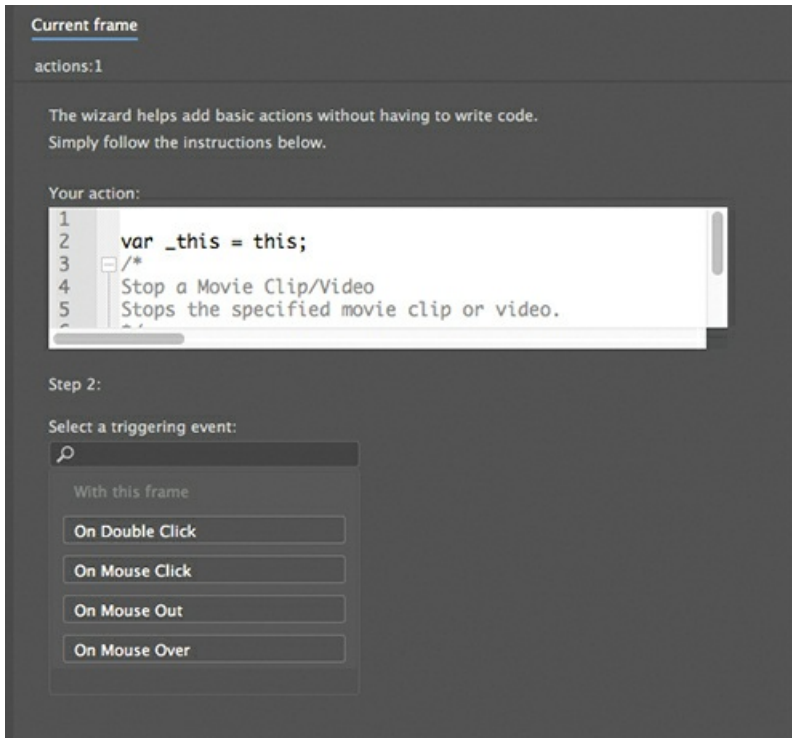 Current frame
actions:1
The wizard helps add basic actions without having to write code.
Simply follow the instructions below.
Your action:
1
2 var _this = this;
3 /*
4 Stop a Movie Clip/Video
5 Stops the specified movie clip or video.
Step 2:
Select a triggering event:
With this frame
On Double Click
On Mouse Click
On Mouse Out
On Mouse Over